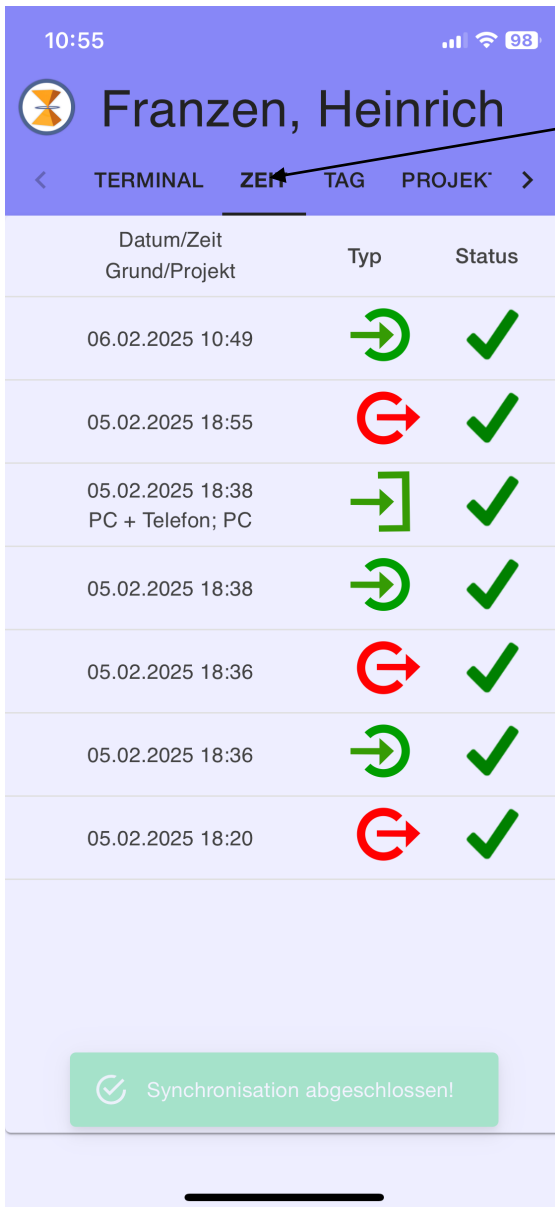 10:55
98
Franzen, Heinrich
TERMINAL ZEIT TAG PROJEKT
Datum/Zeit
Grund/Projekt
Typ
Status
06.02.2025 10:49
05.02.2025 18:55
05.02.2025 18:38
PC + Telefon; PC
05.02.2025 18:38
05.02.2025 18:36
05.02.2025 18:36
05.02.2025 18:20
Synchronisation abgeschlossen!